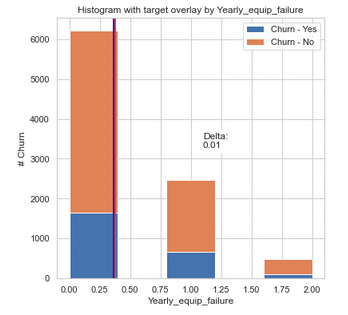 Histogram with target overlay by Yearly_equip_failure
Churn - Yes
Churn - No
Delta:
0.01
# Churn
6000
5000
4000
3000
2000
1000
0
0.00 0.25 0.50 0.75 1.00 1.25 1.50 1.75 2.00
Yearly_equip_failure